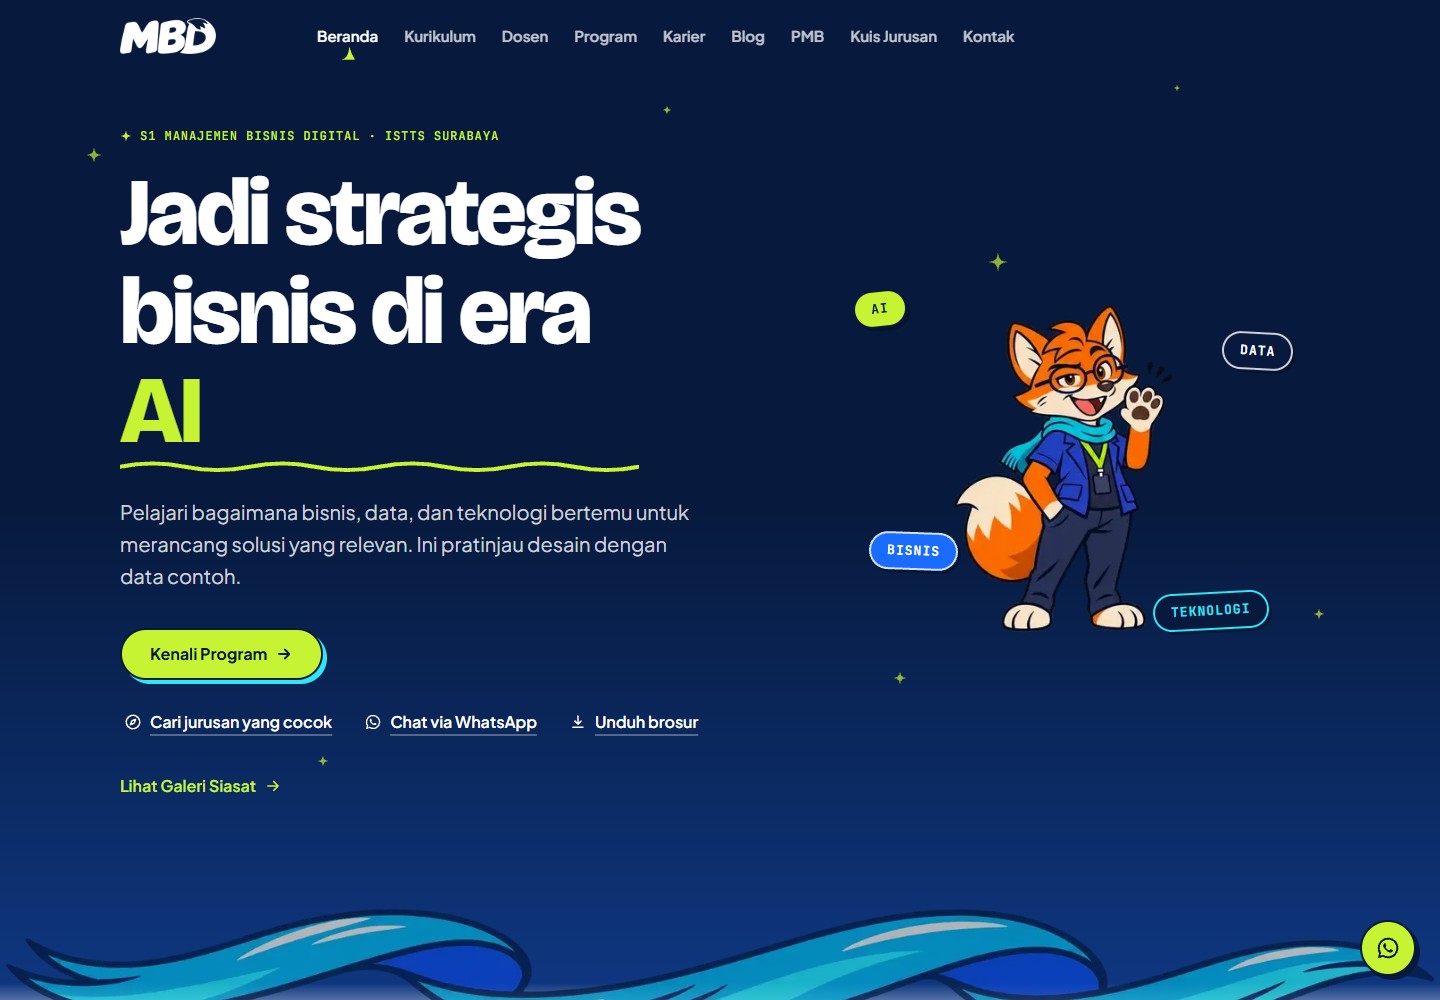 MBD
Beranda
Kurikulum
Dosen
Program
Karier
Blog
PMB
Kuis Jurusan
Kontak
S1 MANAJEMEN BISNIS DIGITAL · ISTTS SURABAYA
Jadi strategis
bisnis di era
AI
Pelajari bagaimana bisnis, data, dan teknologi bertemu untuk
merancang solusi yang relevan. Ini pratinjau desain dengan
data contoh.
Kenali Program →
Cari jurusan yang cocok
Chat via WhatsApp
Unduh brosur
Lihat Galeri Siasat →
AI
DATA
BISNIS
TEKNOLOGI